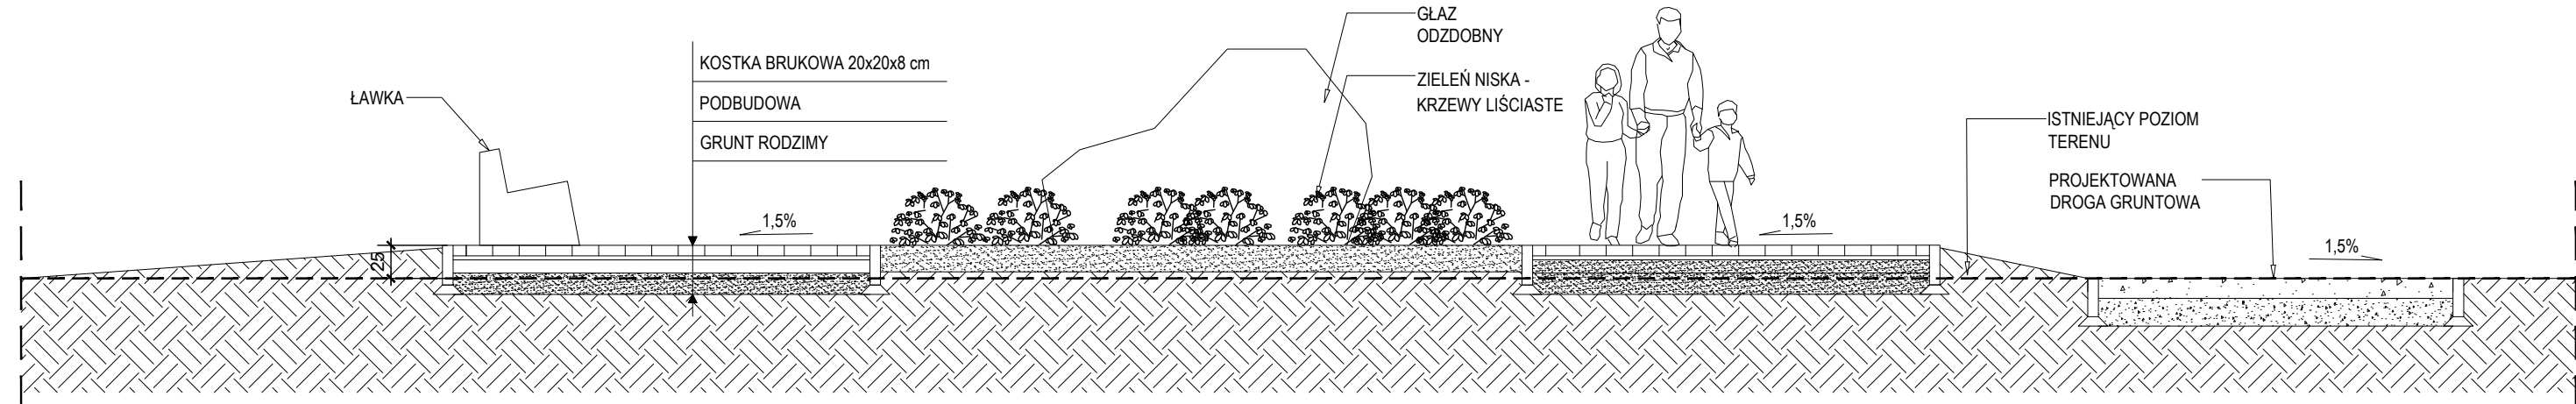 GŁAZ
ODZDOBNY
KOSTKA BRUKOWA 20x20x8 cm
ZIELEŃ NISKA -
KRZEWY LIŚCIASTE
ŁAWKA
PODBUDOWA
GRUNT RODZIMY
ISTNIEJĄCY POZIOM
TERENU
PROJEKTOWANA
DROGA GRUNTOWA
1,5%
1,5%
1,5%
25